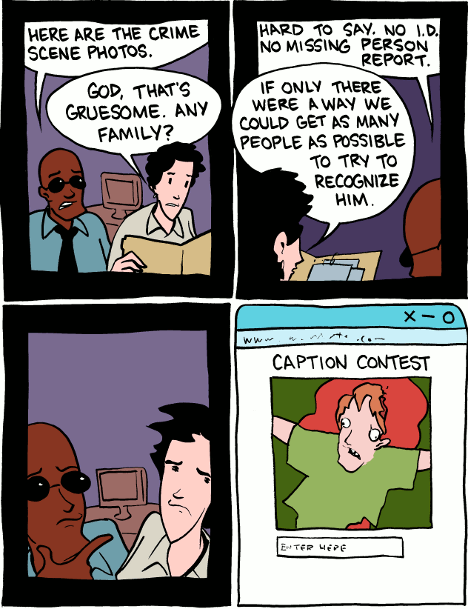 HERE ARE THE CRIME
SCENE PHOTOS.
GOD, THAT'S
GRUESOME. ANY
FAMILY?
HARD TO SAY. NO I.D.
NO MISSING PERSON
REPORT.
IF ONLY THERE
WERE A WAY WE
COULD GET AS MANY
PEOPLE AS POSSIBLE
TO TRY TO
RECOGNIZE
HIM.
CAPTION CONTEST
ENTER HERE